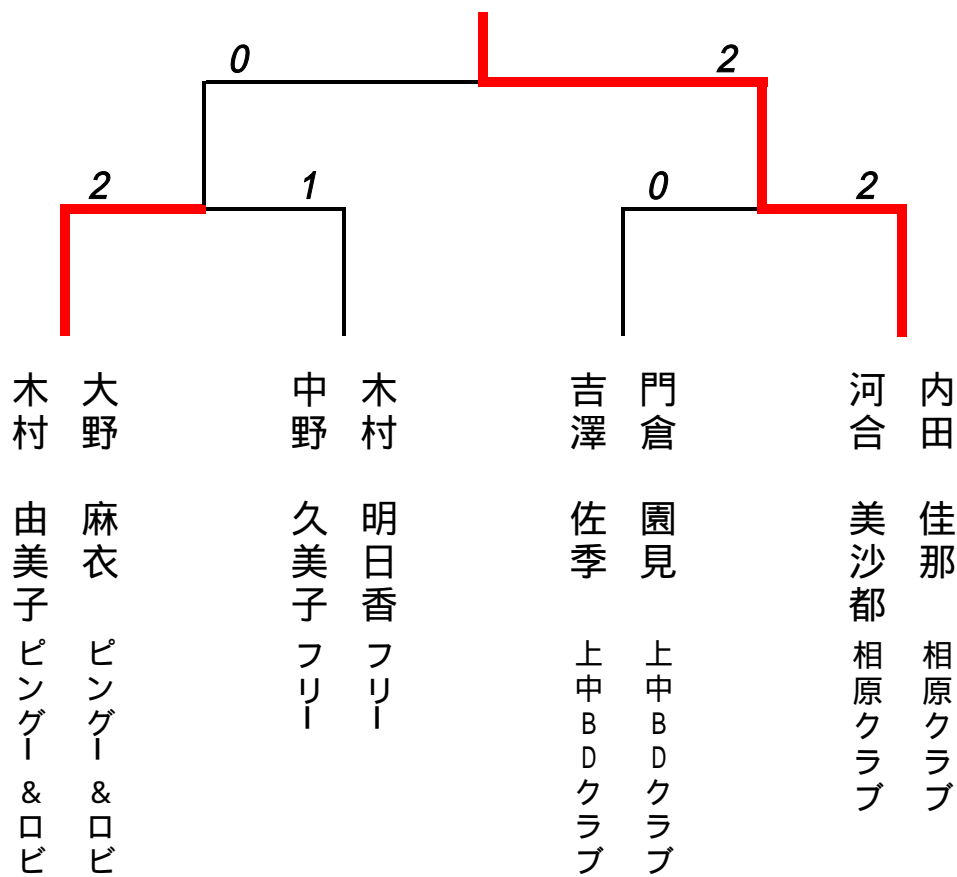 0
2
2
1
0
2
木村 由美子 ピングー&ロビ
大野 麻衣 ピングー&ロビ
中野 久美子 フリー
木村 明日香 フリー
吉澤 佐季 上中BDクラブ
門倉 園見 上中BDクラブ
河合 美沙都 相原クラブ
内田 佳那 相原クラブ